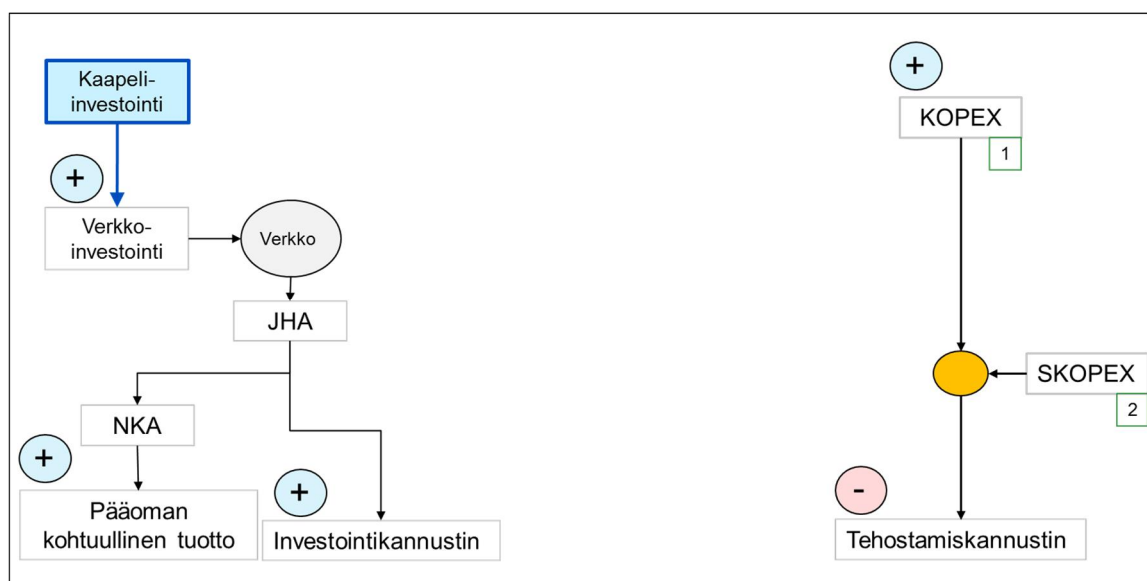 Kaapeli-
investointi
+
Verkko-
investointi
Verkko
JHA
NKA
+
Pääoman
kohtuullinen tuotto
+
Investointikannustin
+
KOPEX
1
SKOPEX
2
-
Tehostamiskannustin